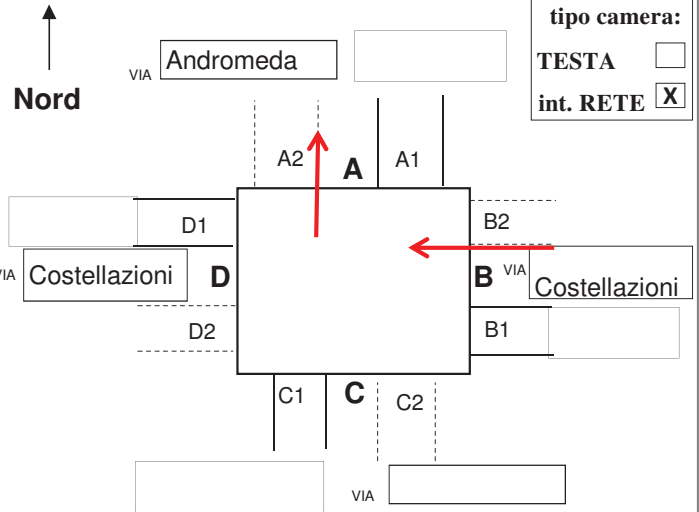 tipo camera:
TESTA
int. RETE X
Nord
VIA Andromeda
A2 A A1
D1 B2
VIA Costellazioni D B VIA Costellazioni
D2 B1
C1 C C2
VIA